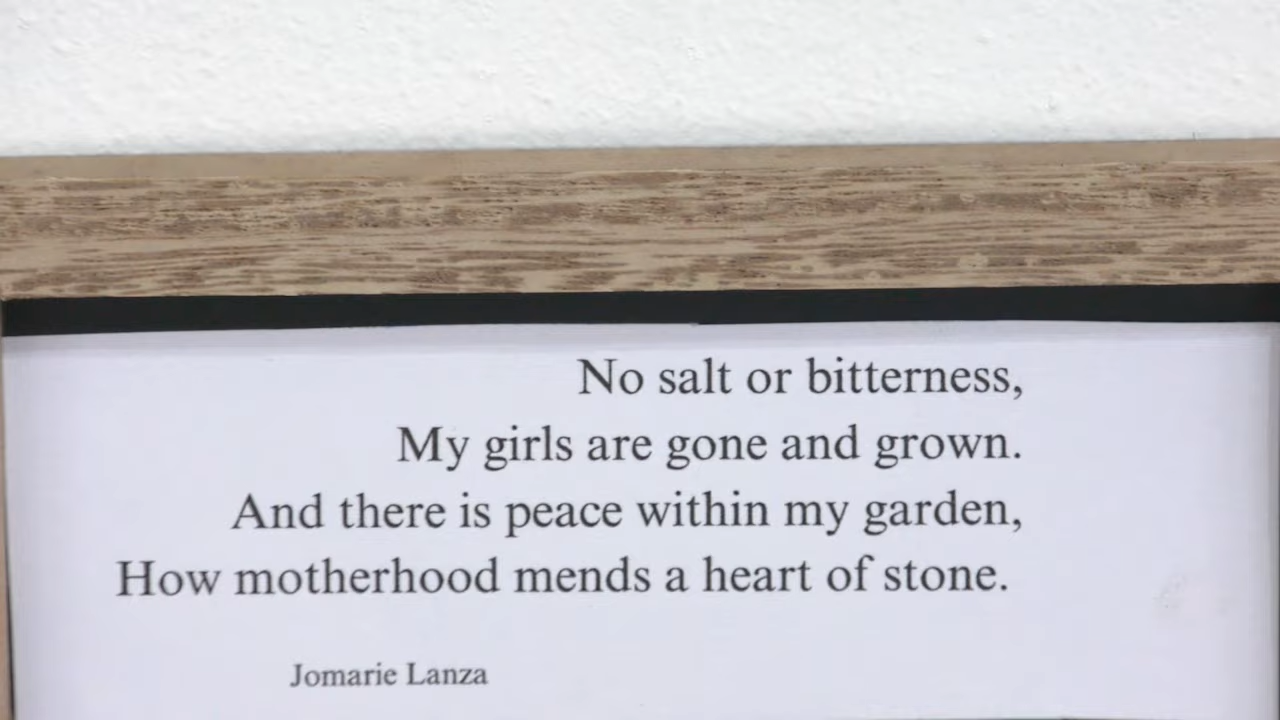 No salt or bitterness,
My girls are gone and grown.
And there is peace within my garden,
How motherhood mends a heart of stone.
Jomarie Lanza